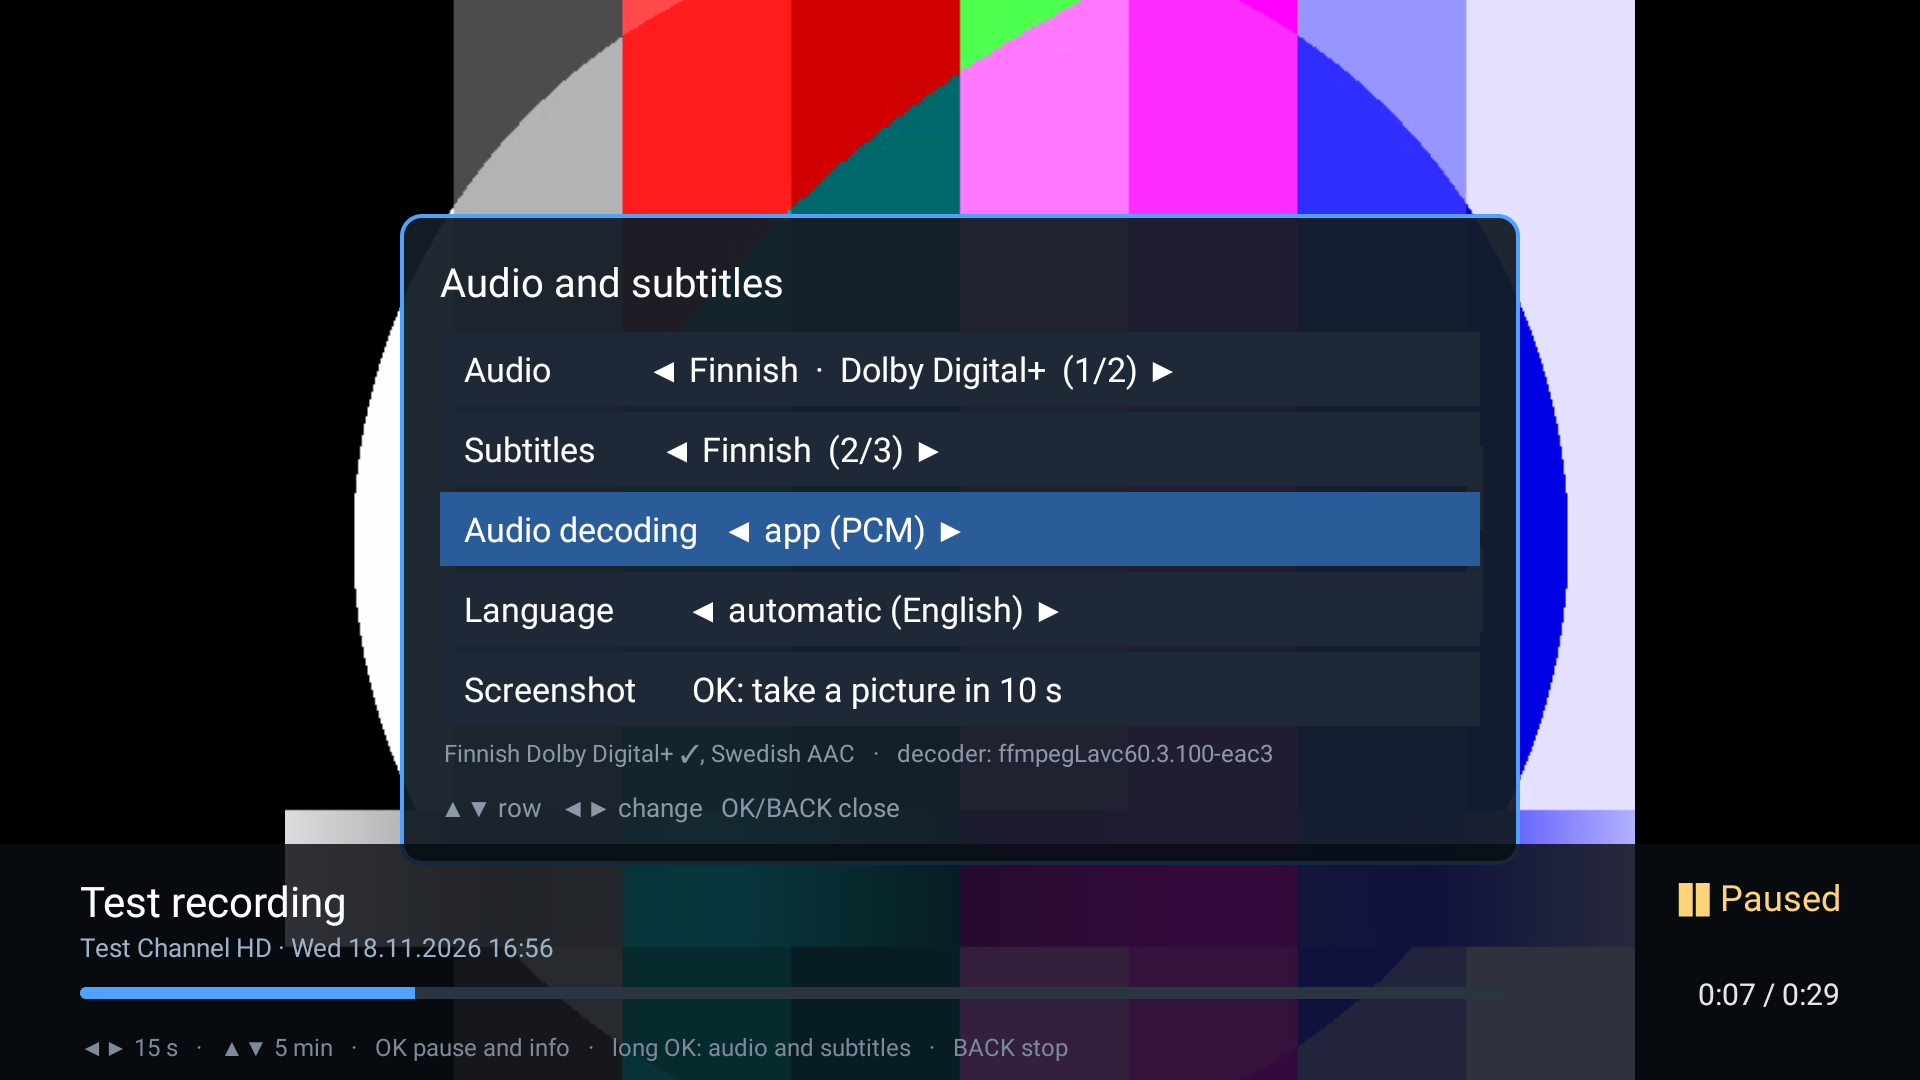 Audio and subtitles
Audio ◄ Finnish · Dolby Digital+ (1/2) ►
Subtitles ◄ Finnish (2/3) ►
Audio decoding ◄ app (PCM) ►
Language ◄ automatic (English) ►
Screenshot OK: take a picture in 10 s
Finnish Dolby Digital+ ✓, Swedish AAC · decoder: ffmpegLavc60.3.100-eac3
▲▼ row ◄► change OK/BACK close
Test recording
Paused
Test Channel HD · Wed 18.11.2026 16:56
0:07 / 0:29
◄► 15 s · ▲▼ 5 min · OK pause and info · long OK: audio and subtitles · BACK stop